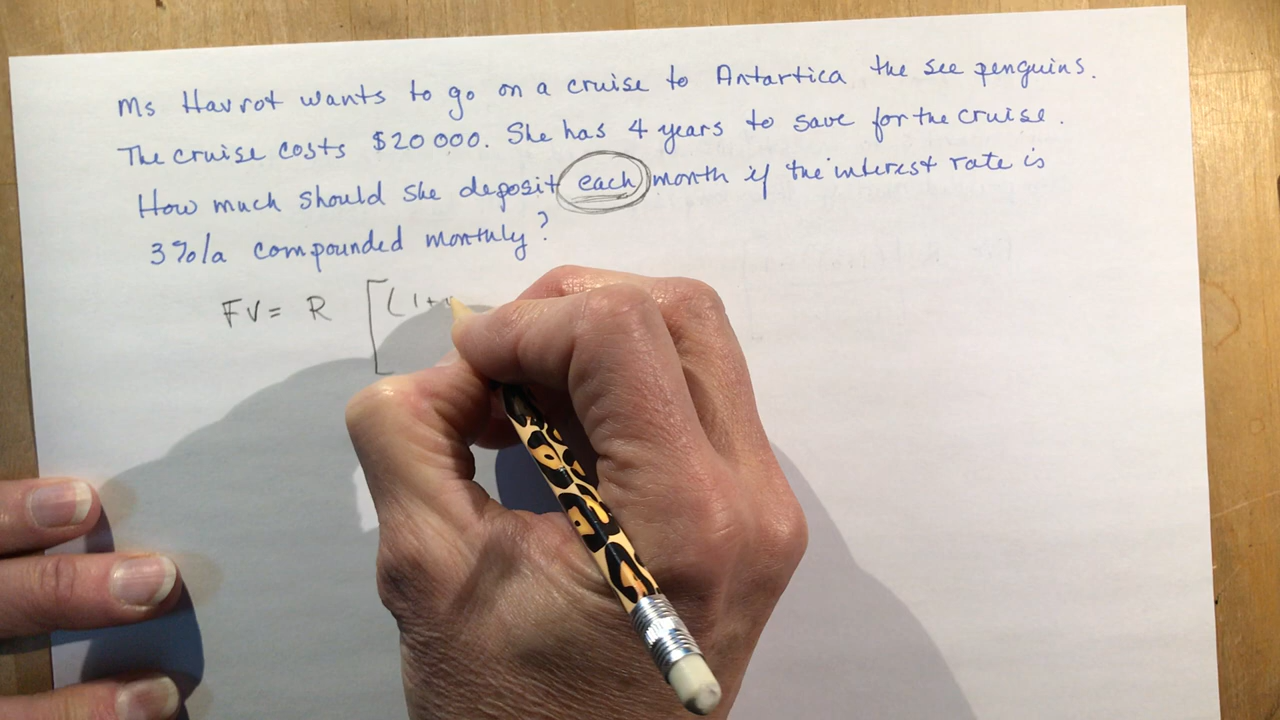 Ms Havrot wants to go on a cruise to Antartica the see penguins.
The cruise costs $20 000. She has 4 years to save for the cruise.
How much should she deposit each month if the interest rate is
3%/a compounded monthly?
FV = R [(1+